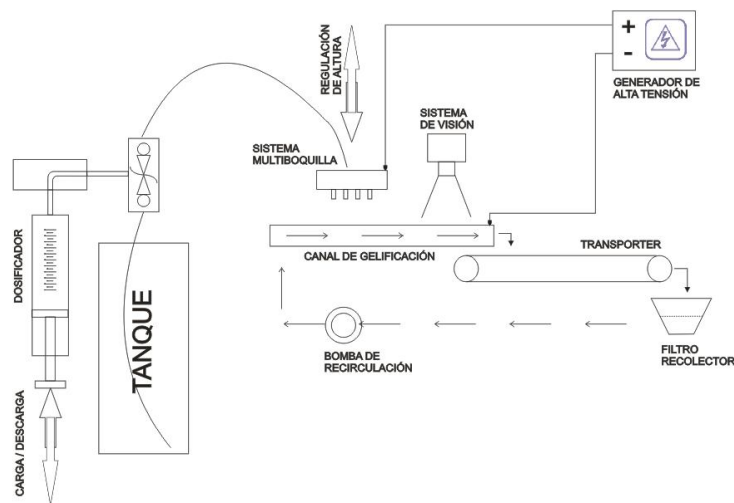 REGULACIÓN
DE ALTURA
+
-
GENERADOR DE
ALTA TENSIÓN
SISTEMA
DE VISIÓN
SISTEMA
MULTIBOQUILLA
DOSIFICADOR
TANQUE
CANAL DE GELIFICACIÓN
TRANSPORTER
BOMBA DE
RECIRCULACIÓN
FILTRO
RECOLECTOR
CARGA / DESCARGA